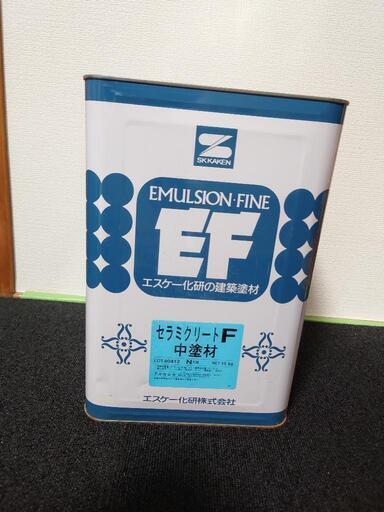 SK KAKEN
EMULSION·FINE
EF
エスケー化研の建築塗材
セラミクリートF
中塗材
エスケー化研株式会社